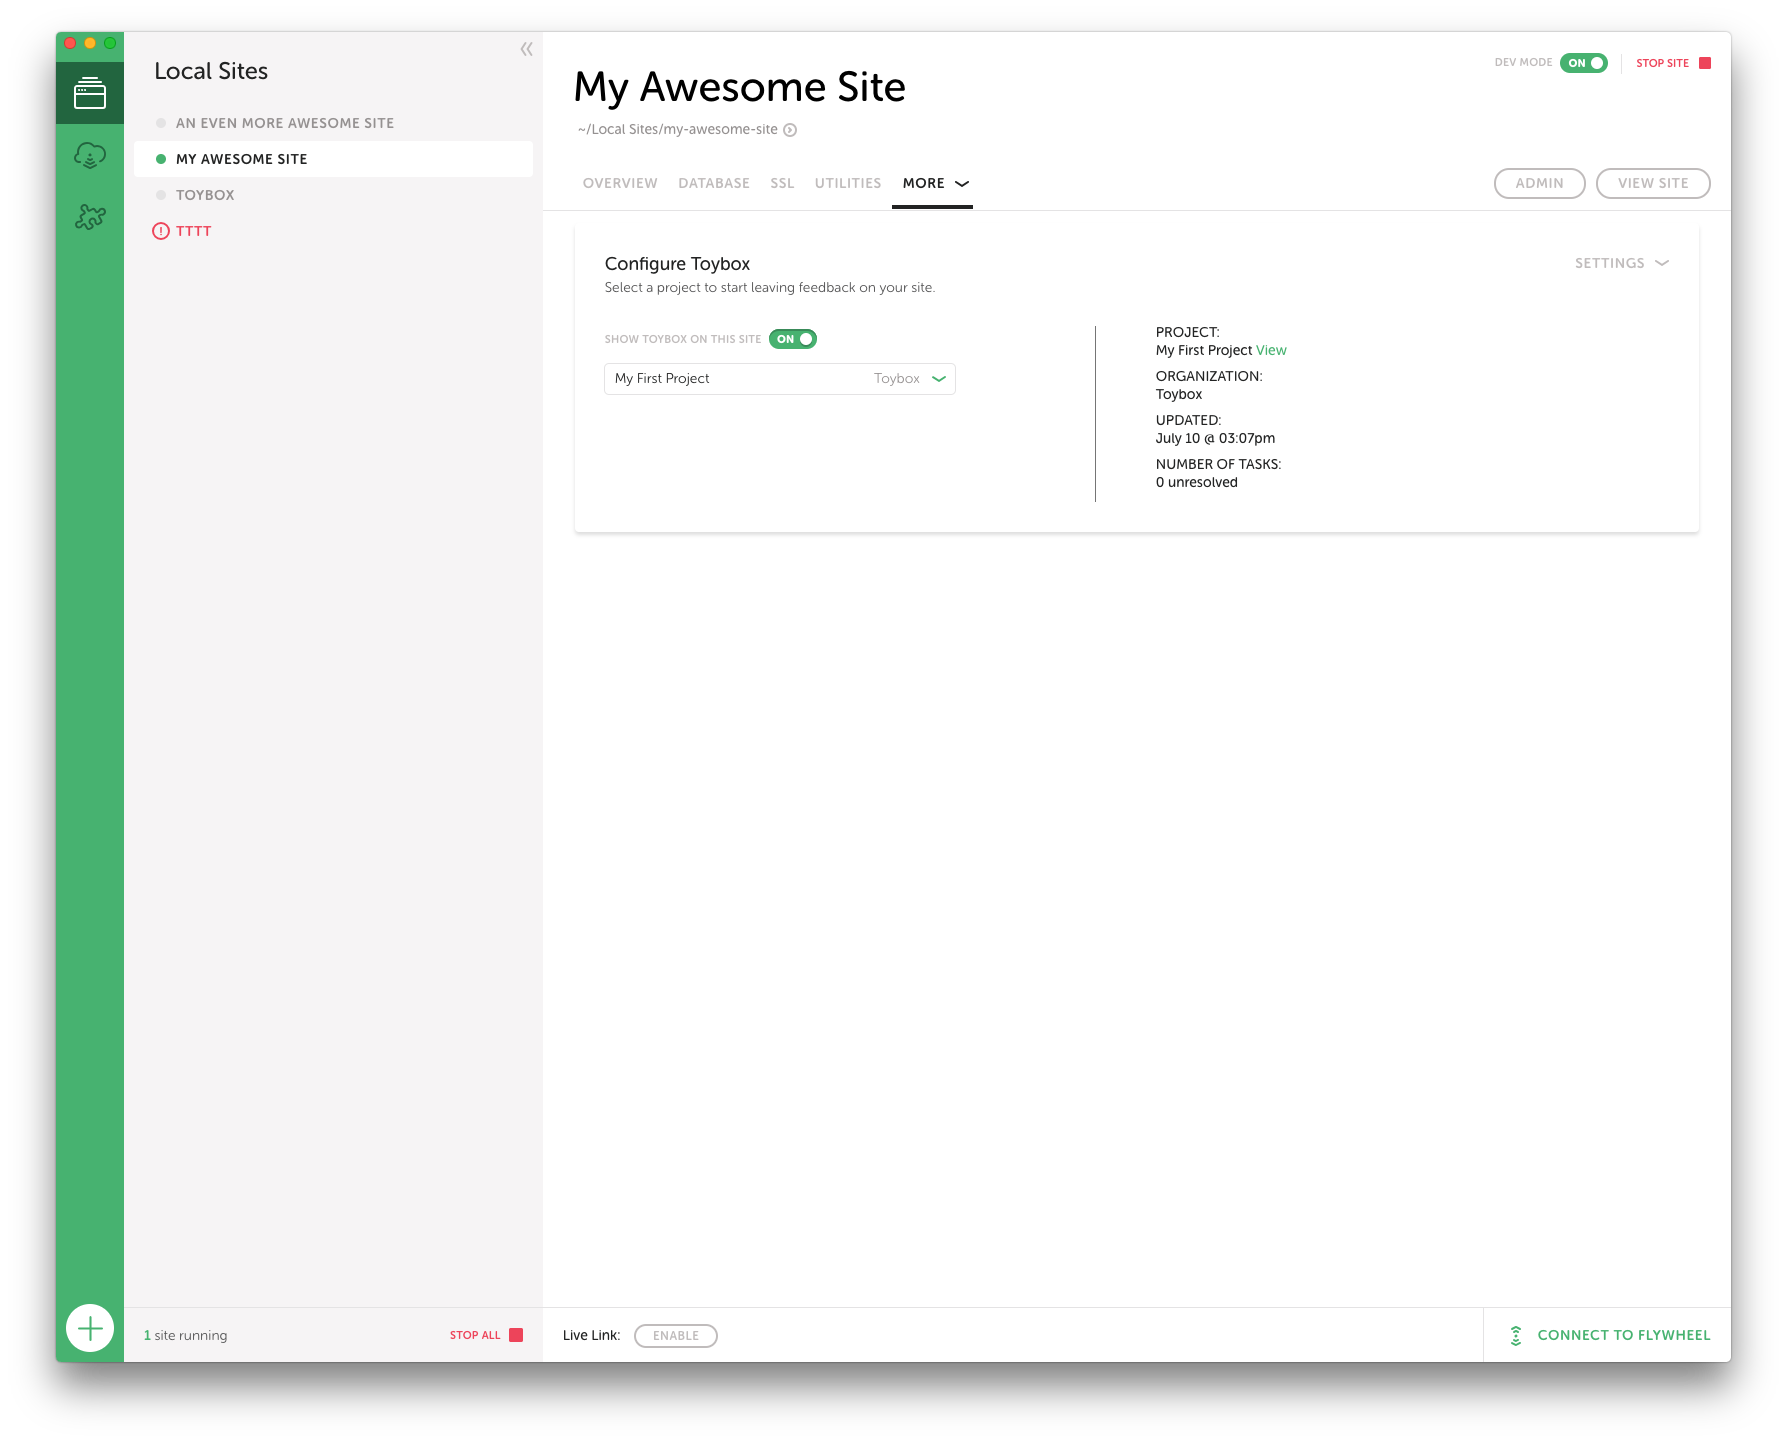 Local Sites
AN EVEN MORE AWESOME SITE
MY AWESOME SITE
TOYBOX
TTTT
1 site running
STOP ALL
My Awesome Site
~/Local Sites/my-awesome-site
DEV MODE ON
STOP SITE
OVERVIEW DATABASE SSL UTILITIES MORE
ADMIN
VIEW SITE
Configure Toybox
Select a project to start leaving feedback on your site.
SETTINGS
SHOW TOYBOX ON THIS SITE ON
My First Project Toybox
PROJECT:
My First Project View
ORGANIZATION:
Toybox
UPDATED:
July 10 @ 03:07pm
NUMBER OF TASKS:
0 unresolved
Live Link: ENABLE
CONNECT TO FLYWHEEL